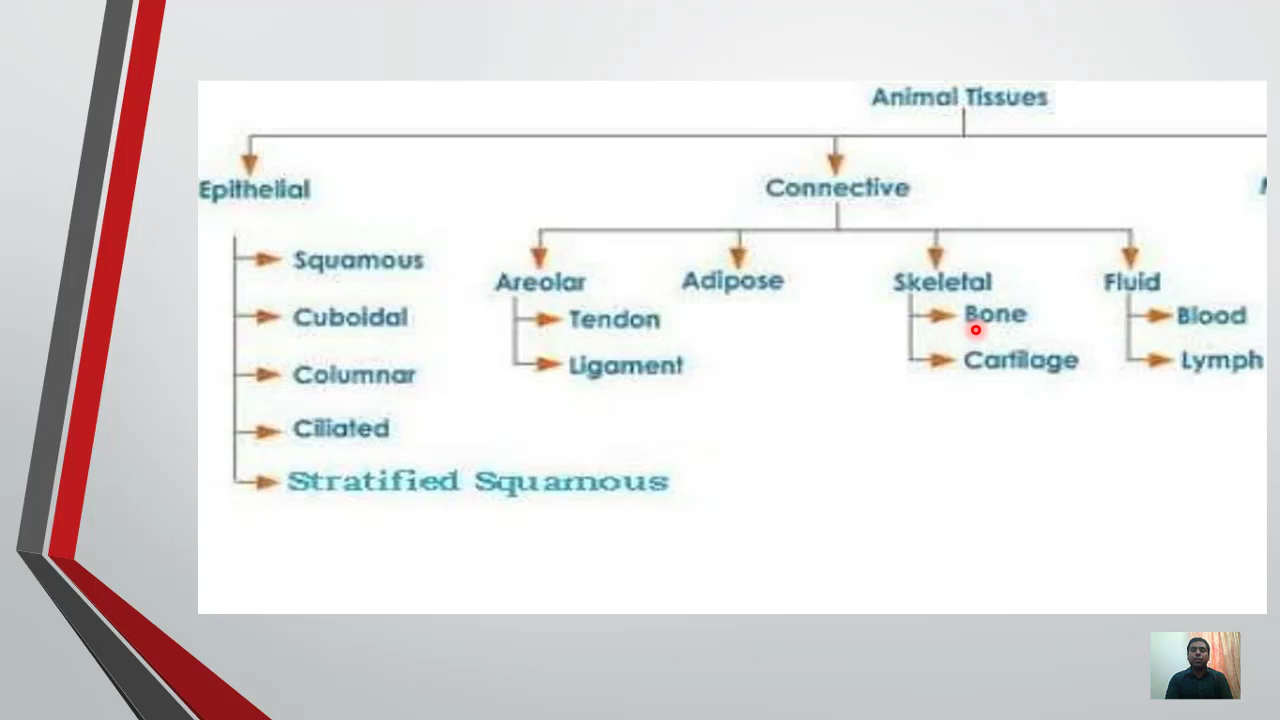 Animal Tissues
Epithelial
Connective
Squamous
Cuboidal
Columnar
Ciliated
Stratified Squamous
Areolar
Tendon
Ligament
Adipose
Skeletal
Bone
Cartilage
Fluid
Blood
Lymph